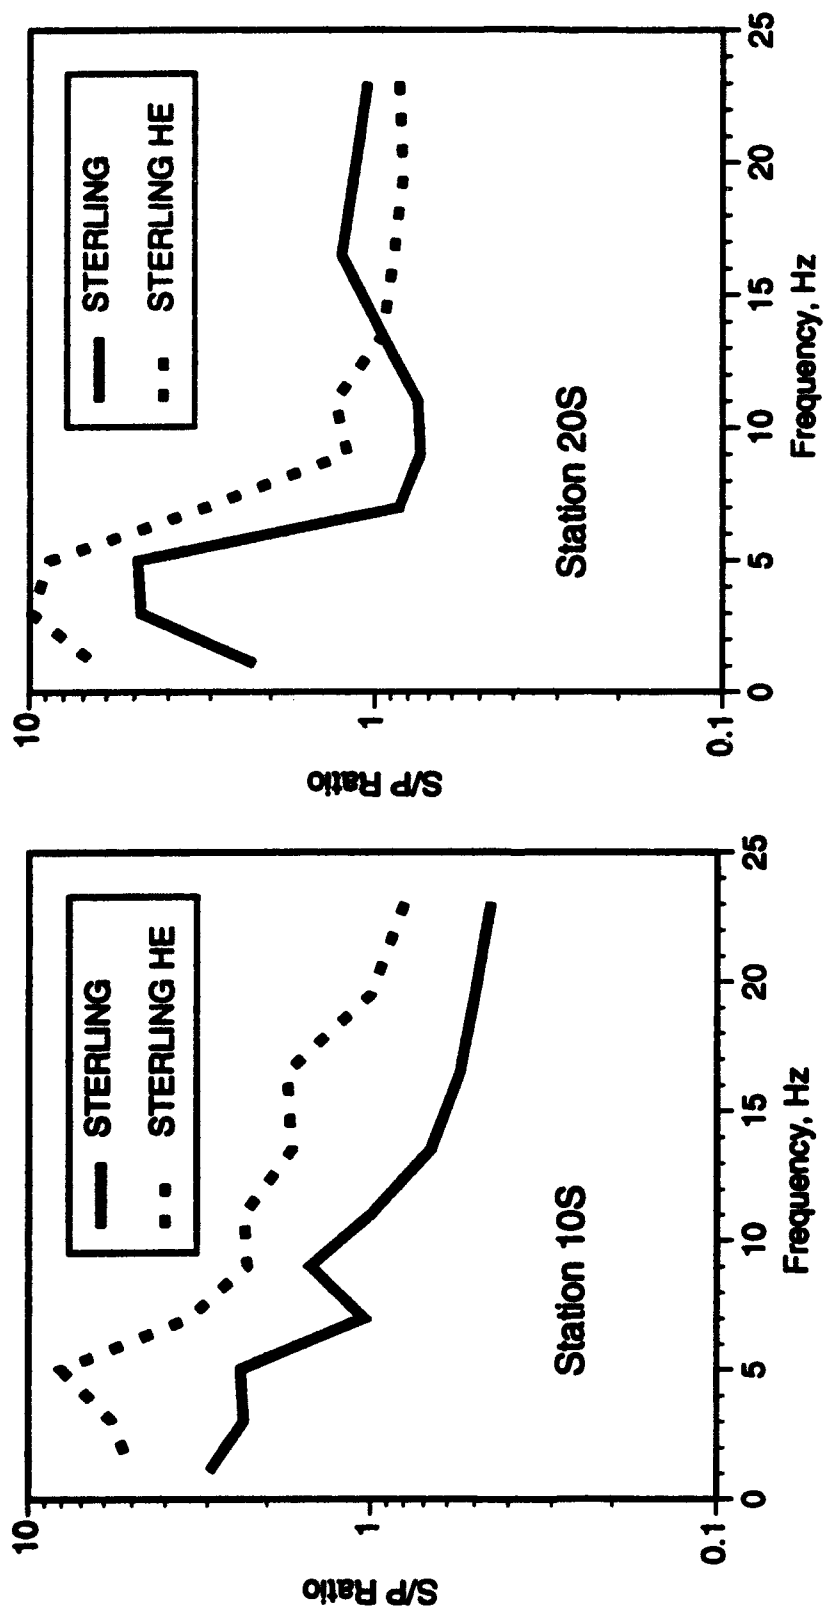 10
1
0.1
S/P Ratio
STERLING
STERLING HE
Station 10S
0
5
10
15
20
25
Frequency, Hz
10
1
0.1
S/P Ratio
STERLING
STERLING HE
Station 20S
0
5
10
15
20
25
Frequency, Hz